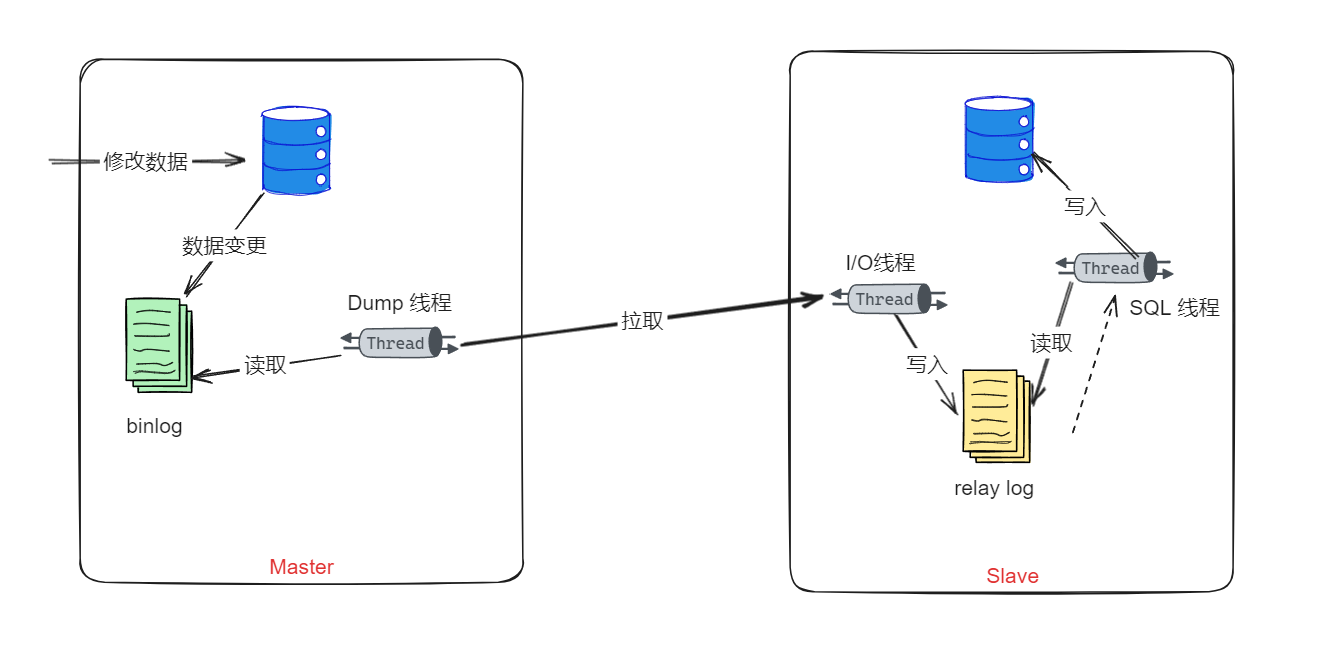 修改数据
数据变更
Dump 线程
Thread
读取
binlog
Master
拉取
I/O线程
Thread
写入
写入
Thread
SQL 线程
读取
relay log
Slave